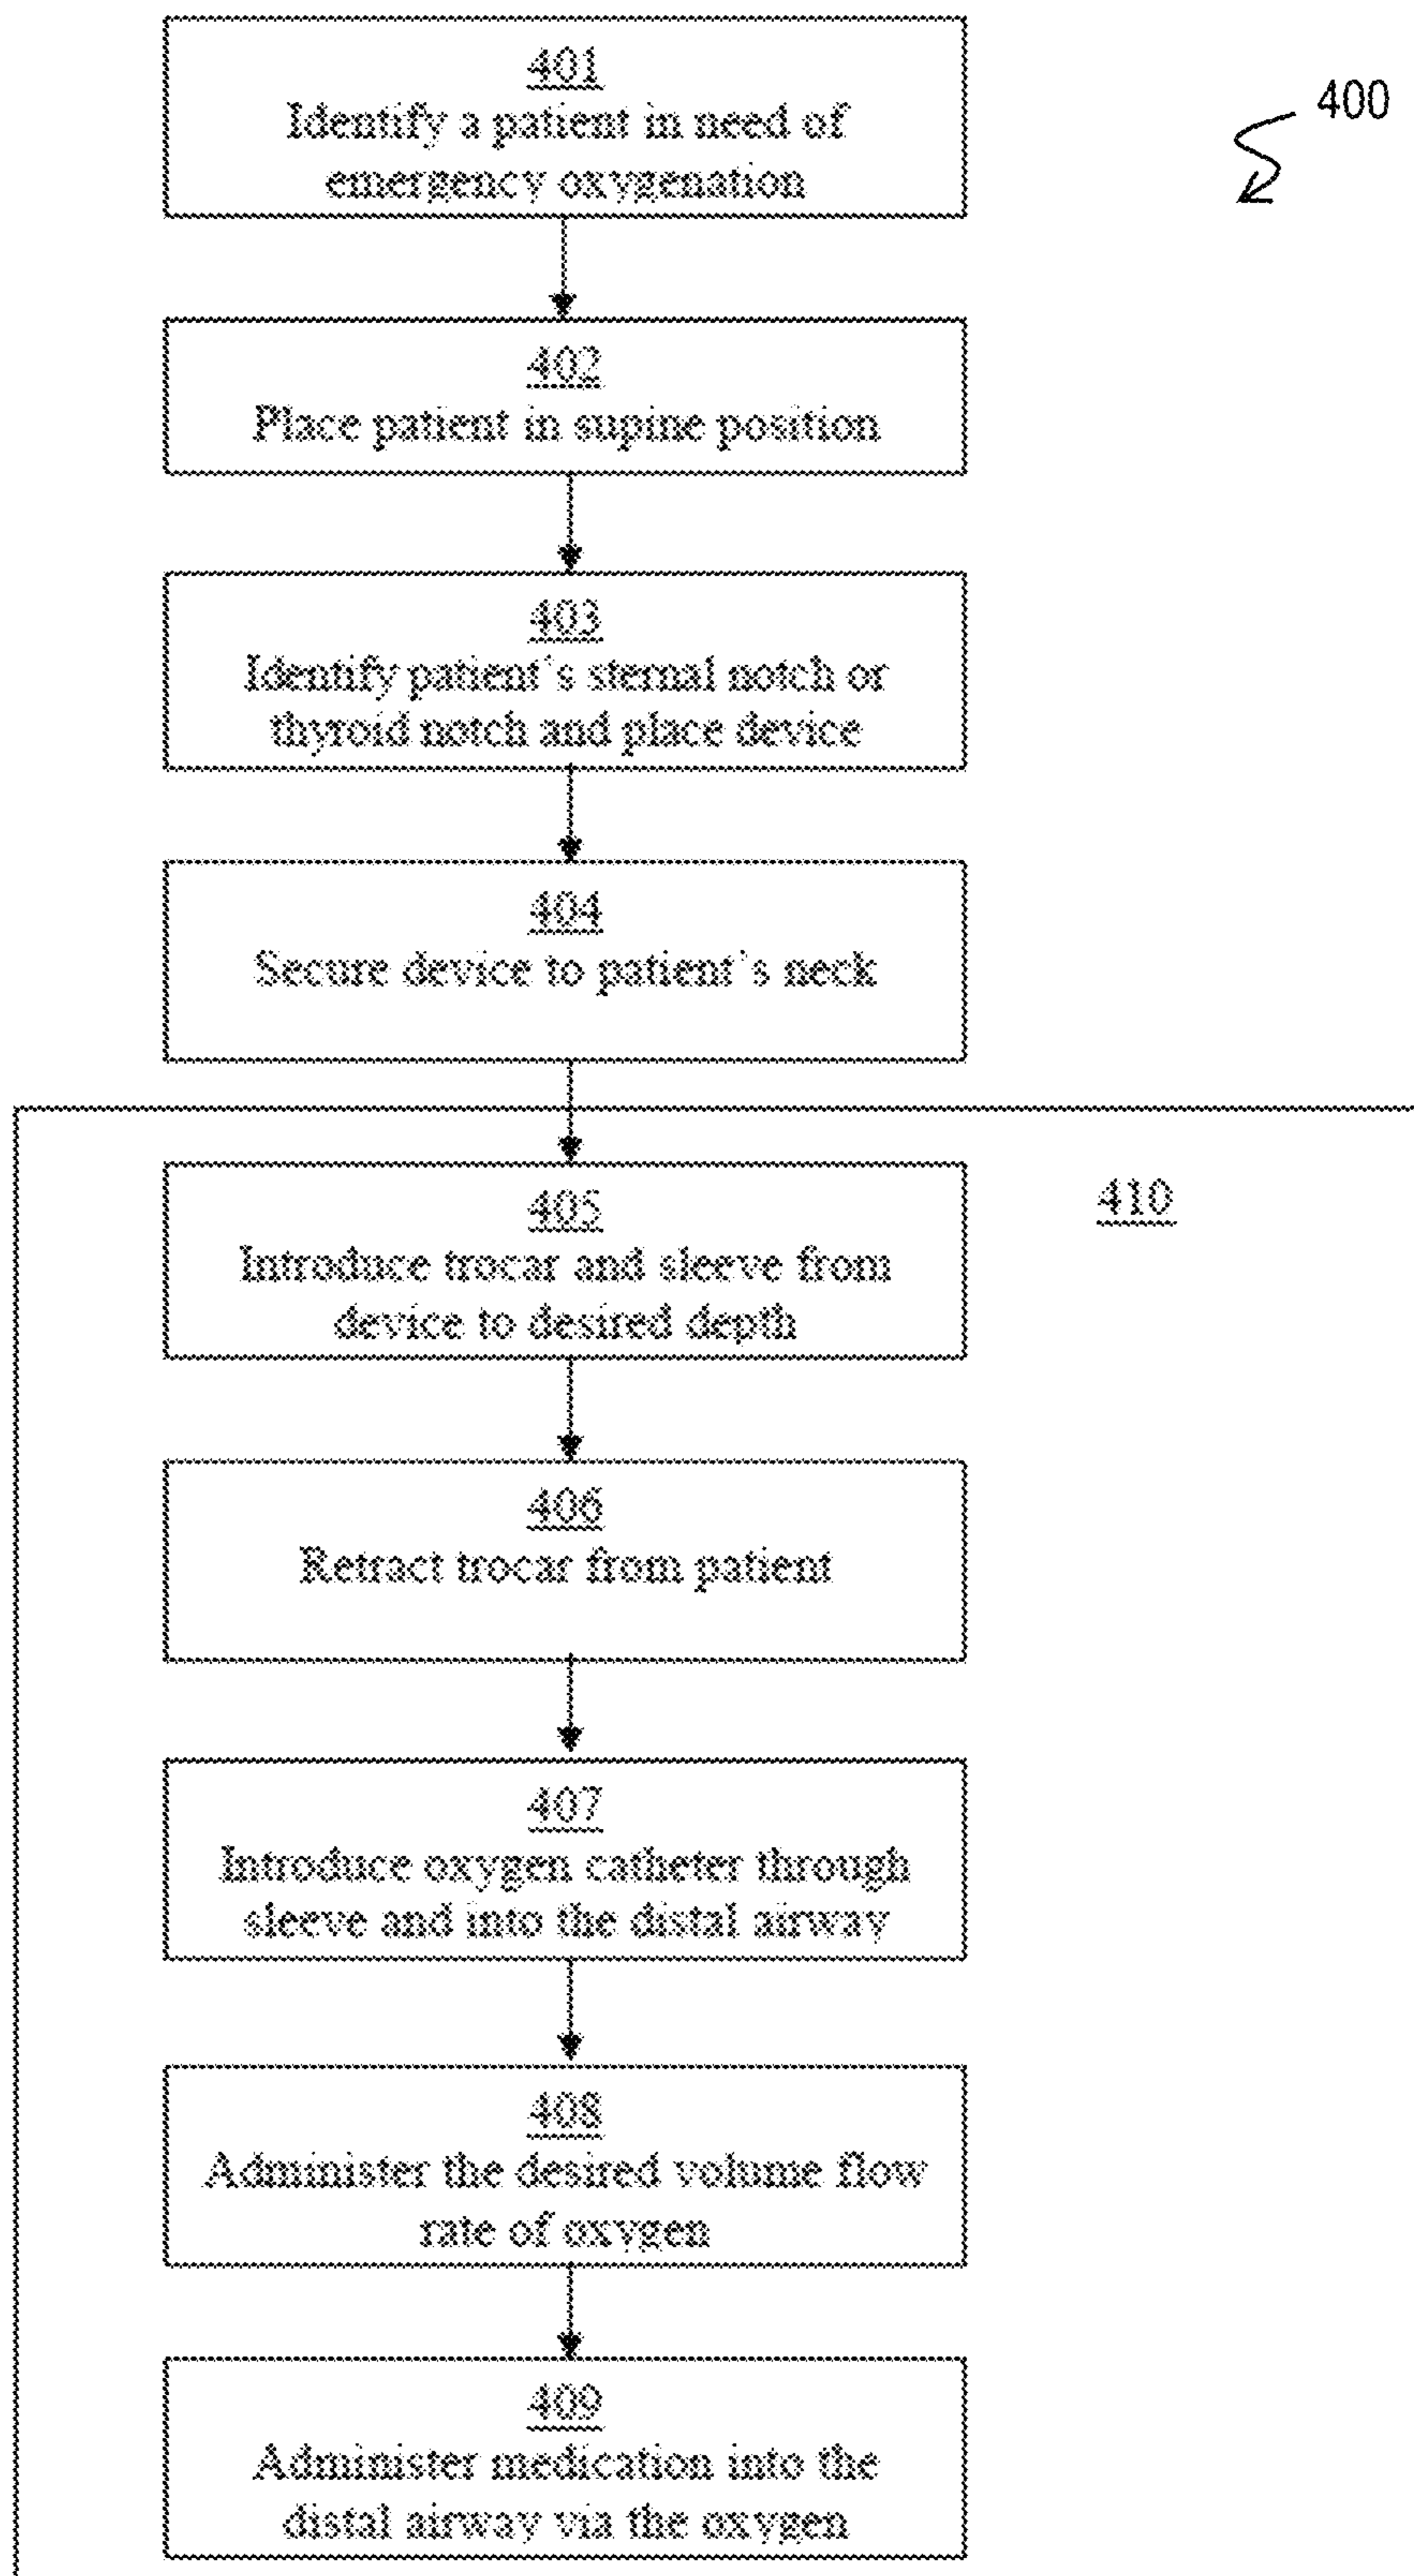 401
Identify a patient in need of
emergency oxygenation
400
402
Place patient in supine position
403
Identify patient's sternal notch or
thyroid notch and place device
404
Secure device to patient's neck
405
Introduce trocar and sleeve from
device to desired depth
410
406
Retract trocar from patient
407
Introduce oxygen catheter through
sleeve and into the distal airway
408
Administer the desired volume flow
rate of oxygen
409
Administer medication into the
distal airway via the oxygen